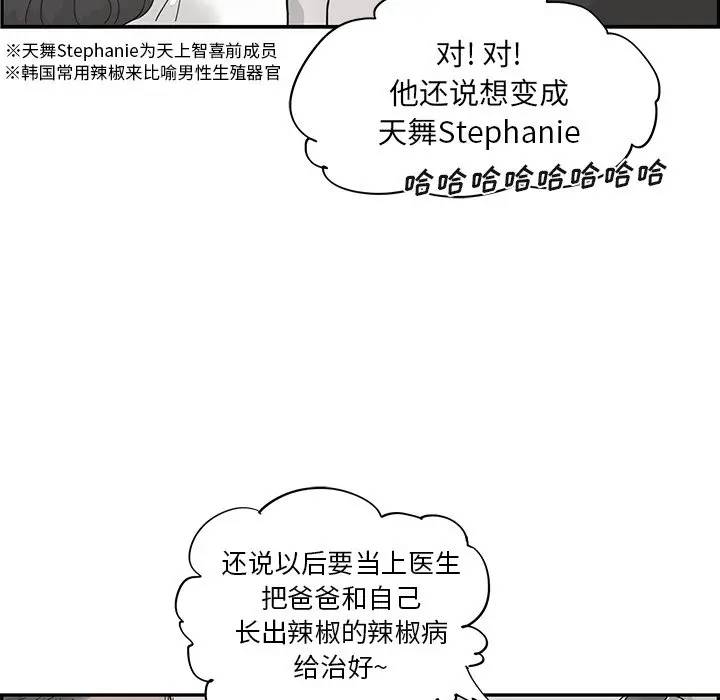 ※天舞Stephanie为天上智喜前成员
※韩国常用辣椒来比喻男性生殖器官
对! 对!
他还说想变成
天舞Stephanie
哈哈哈哈哈哈哈哈
还说以后要当上医生
把爸爸和自己
长出辣椒的辣椒病
给治好~